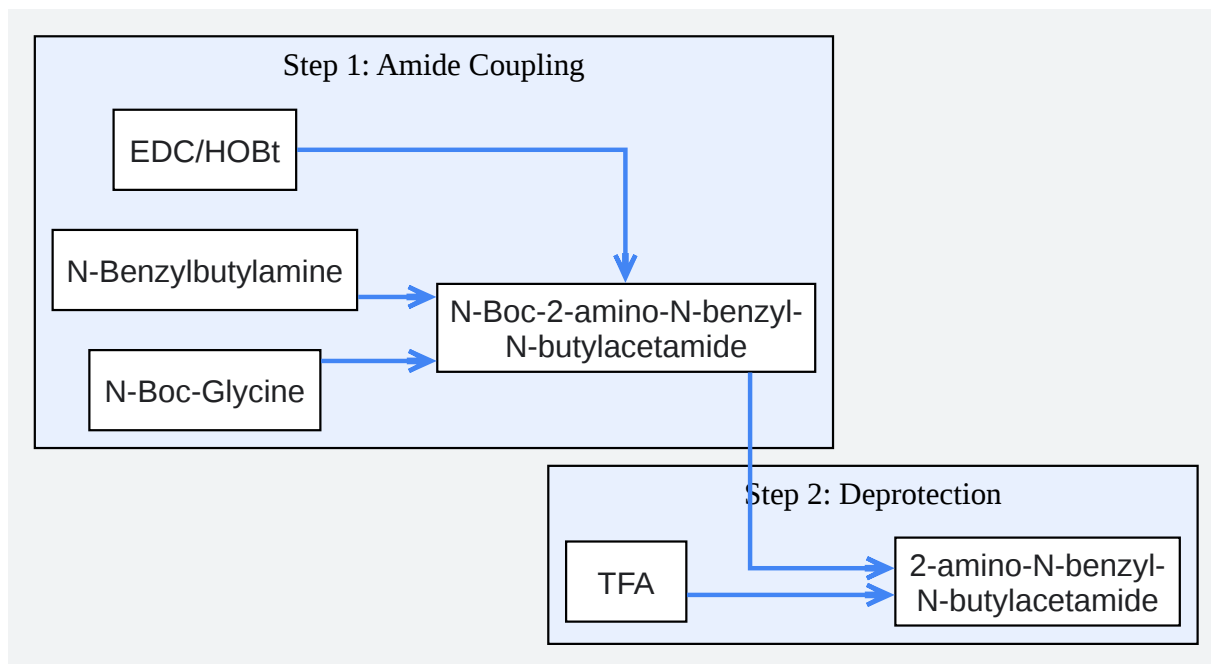 Step 1: Amide Coupling
EDC/HOBt
N-Benzylbutylamine
N-Boc-2-amino-N-benzyl-
N-butylacetamide
N-Boc-Glycine
Step 2: Deprotection
TFA
2-amino-N-benzyl-
N-butylacetamide